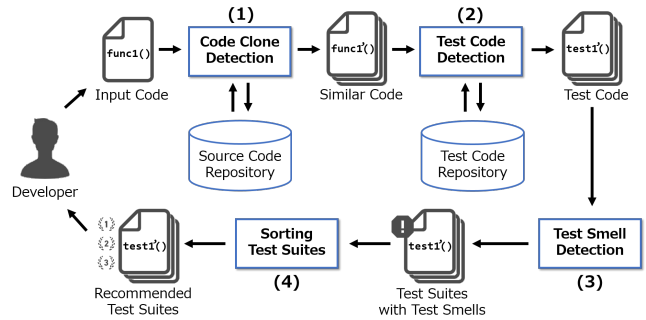 (1)
(2)
func1()
Code Clone
Detection
func1’()
Test Code
Detection
test1’()
Input Code
Similar Code
Test Code
Source Code
Repository
Test Code
Repository
Developer
1
2
3
test1’()
Sorting
Test Suites
!
test1’()
Test Smell
Detection
Recommended
Test Suites
(4)
Test Suites
with Test Smells
(3)